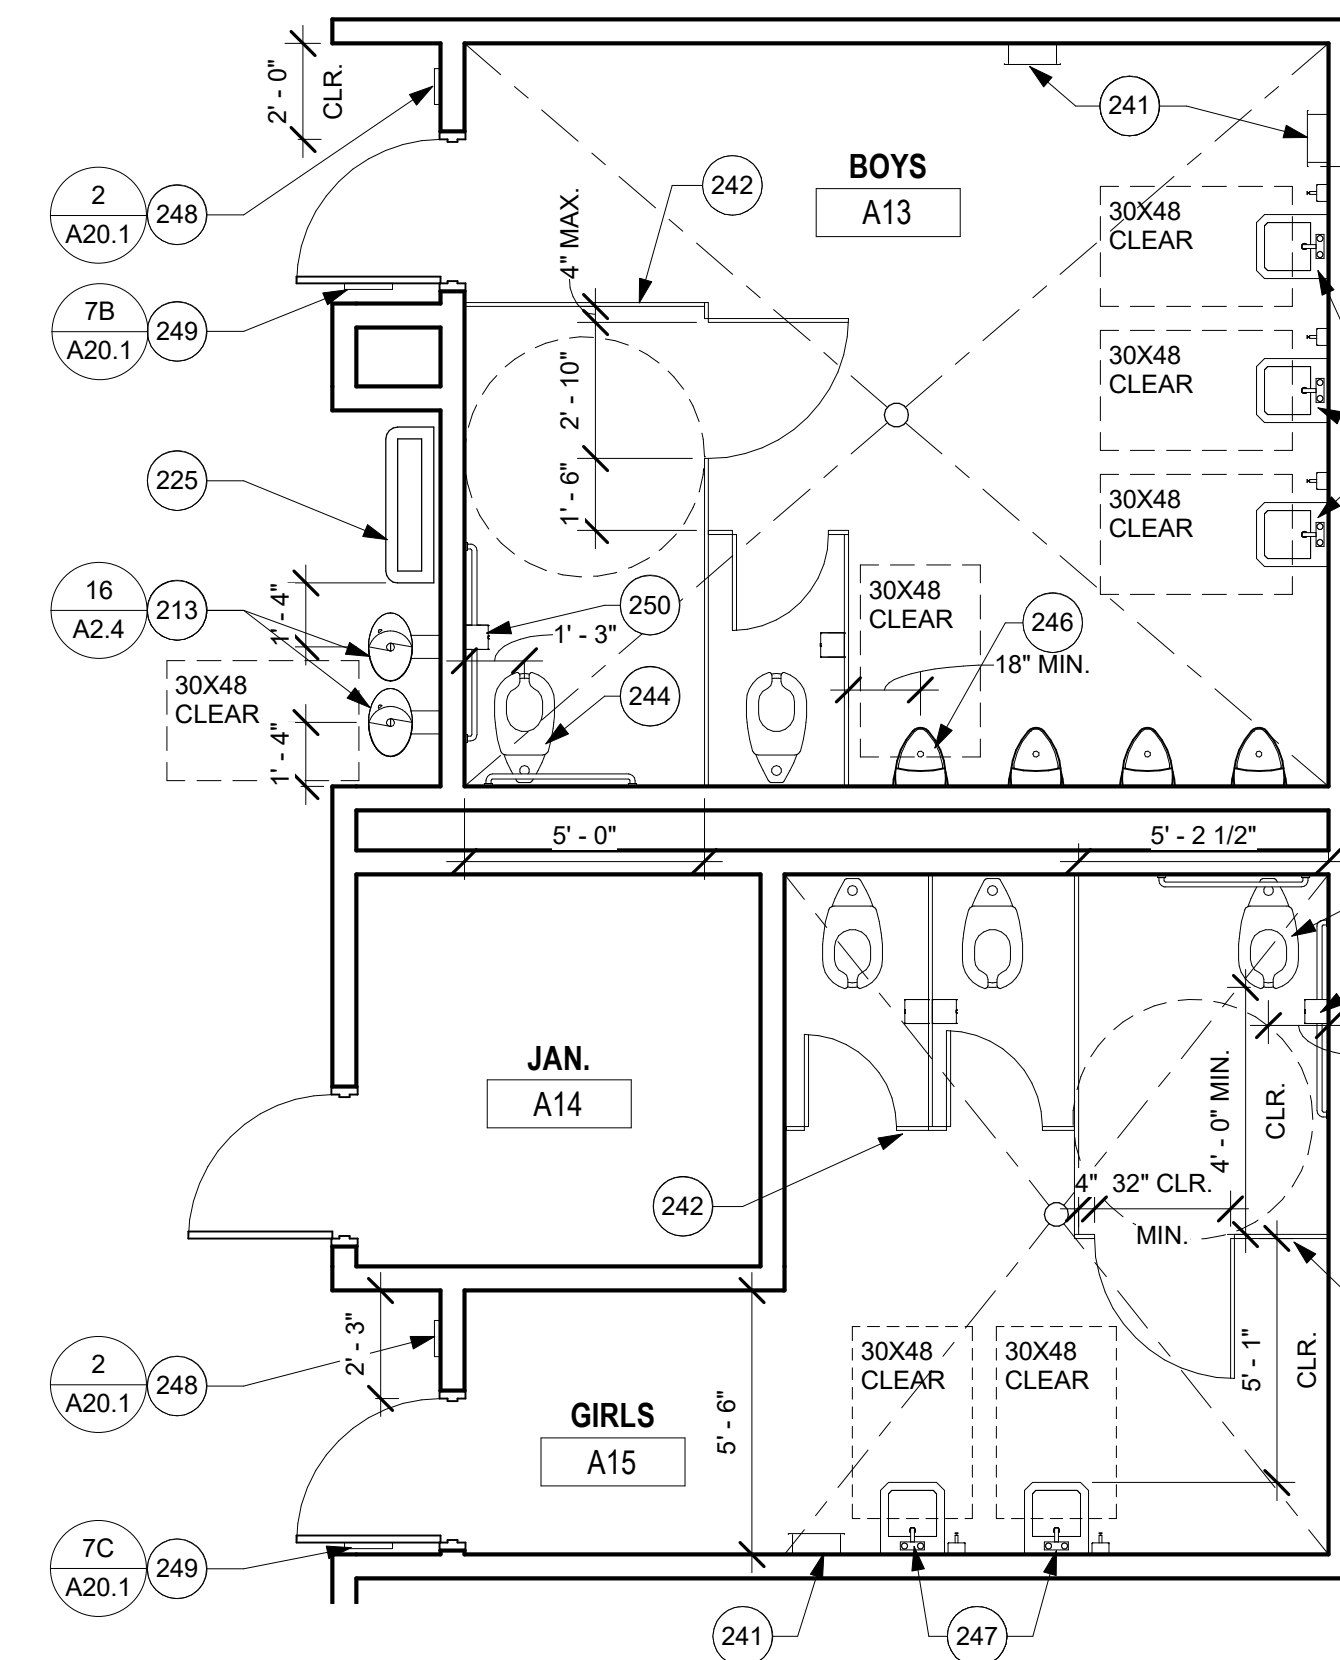 2' - 0"
CLR.
2
A20.1
248
7B
A20.1
249
242
BOYS
A13
241
4" MAX.
2' - 10"
1' - 6"
30X48
CLEAR
30X48
CLEAR
30X48
CLEAR
225
16
A2.4
213
1' - 4"
30X48
CLEAR
1' - 4"
250
1' - 3"
244
30X48
CLEAR
246
18" MIN.
5' - 0"
5' - 2 1/2"
JAN.
A14
242
4' - 0" MIN.
CLR.
4"
32" CLR.
MIN.
2
A20.1
248
2' - 3"
GIRLS
A15
5' - 6"
30X48
CLEAR
30X48
CLEAR
5' - 1"
CLR.
7C
A20.1
249
241
247